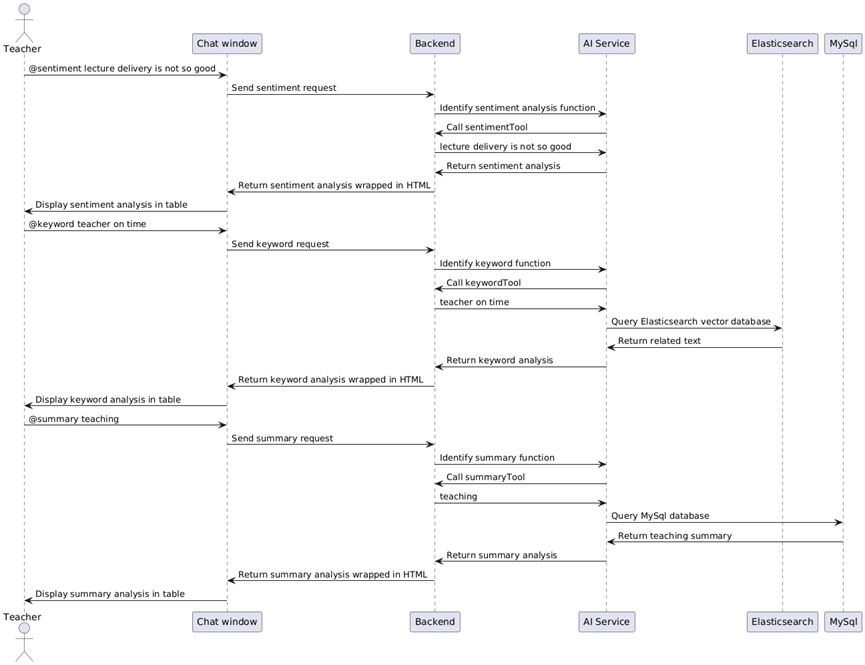 Teacher
Chat window
Backend
AI Service
Elasticsearch
MySql
@sentiment lecture delivery is not so good
Send sentiment request
Identify sentiment analysis function
Call sentimentTool
lecture delivery is not so good
Return sentiment analysis
Return sentiment analysis wrapped in HTML
Display sentiment analysis in table
@keyword teacher on time
Send keyword request
Identify keyword function
Call keywordTool
teacher on time
Query Elasticsearch vector database
Return related text
Return keyword analysis
Return keyword analysis wrapped in HTML
Display keyword analysis in table
@summary teaching
Send summary request
Identify summary function
Call summaryTool
teaching
Query MySql database
Return teaching summary
Return summary analysis
Return summary analysis wrapped in HTML
Display summary analysis in table
Teacher
Chat window
Backend
AI Service
Elasticsearch
MySql